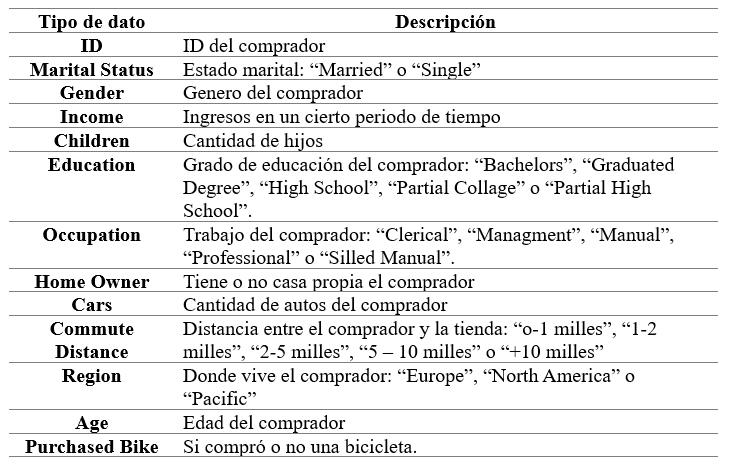 Tipo de dato Descripción
ID ID del comprador
Marital Status Estado marital: “Married” o “Single”
Gender Genero del comprador
Income Ingresos en un cierto periodo de tiempo
Children Cantidad de hijos
Education Grado de educación del comprador: “Bachelors”, “Graduated
Degree”, “High School”, “Partial Collage” o “Partial High
School”.
Occupation Trabajo del comprador: “Clerical”, “Managment”, “Manual”,
“Professional” o “Silled Manual”.
Home Owner Tiene o no casa propia el comprador
Cars Cantidad de autos del comprador
Commute Distancia entre el comprador y la tienda: “o-1 milles”, “1-2
Distance milles”, “2-5 milles”, “5 – 10 milles” o “+10 milles”
Region Donde vive el comprador: “Europe”, “North America” o
“Pacific”
Age Edad del comprador
Purchased Bike Si compró o no una bicicleta.